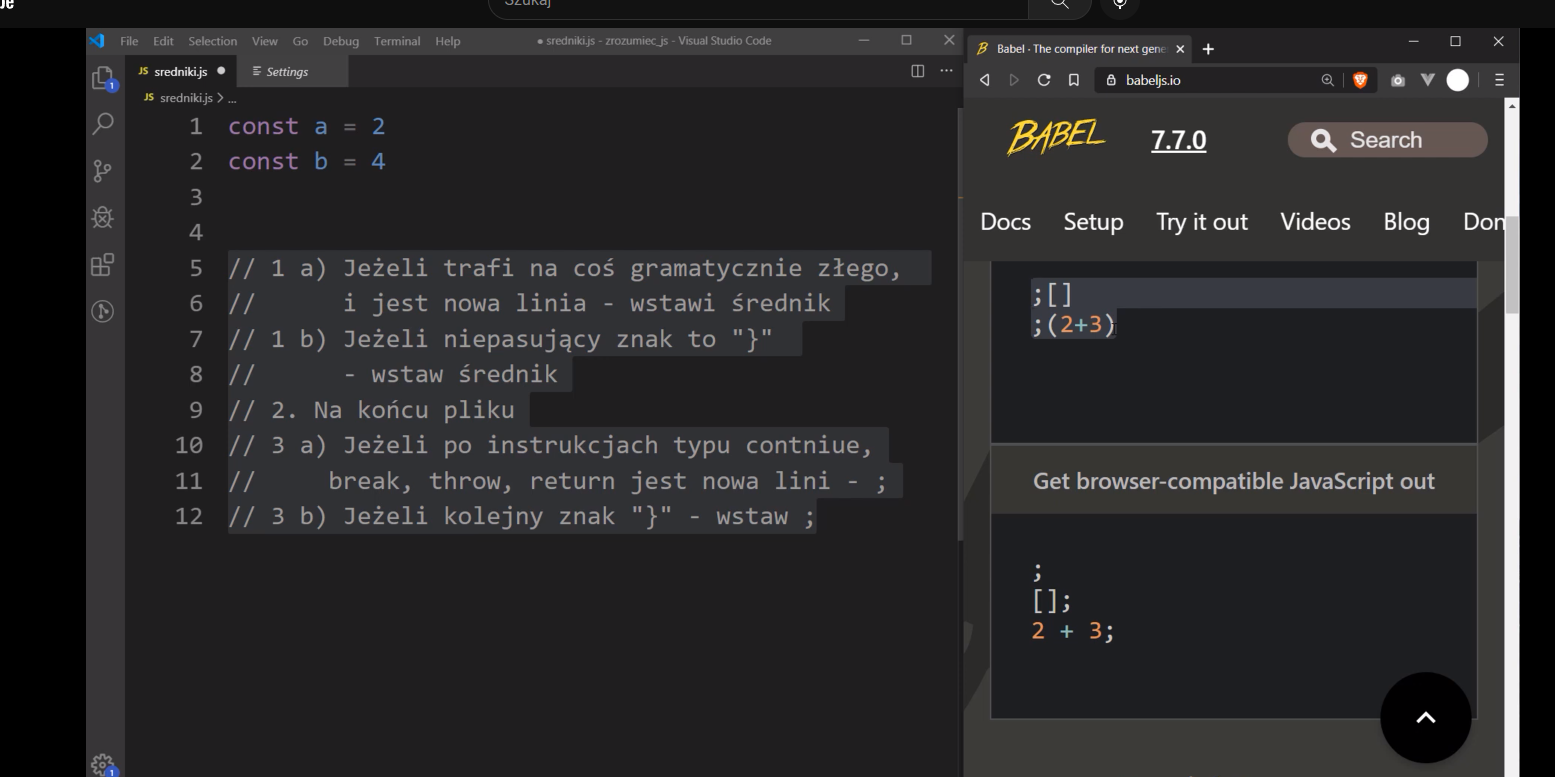 Szukaj
File Edit Selection View Go Debug Terminal Help
● sredniki.js - zrozumiec_js - Visual Studio Code
JS sredniki.js ● Settings
JS sredniki.js > ...
1 const a = 2
2 const b = 4
3
4
5 // 1 a) Jeżeli trafi na coś gramatycznie złego,
6 // i jest nowa linia - wstawi średnik
7 // 1 b) Jeżeli niepasujący znak to "}"
8 // - wstaw średnik
9 // 2. Na końcu pliku
10 // 3 a) Jeżeli po instrukcjach typu contniue,
11 // break, throw, return jest nowa lini - ;
12 // 3 b) Jeżeli kolejny znak "}" - wstaw ;
1
1
Babel - The compiler for next gene
babeljs.io
BABEL 7.7.0 Search
Docs Setup Try it out Videos Blog Don
;[]
;(2+3)
Get browser-compatible JavaScript out
;
[];
2 + 3;